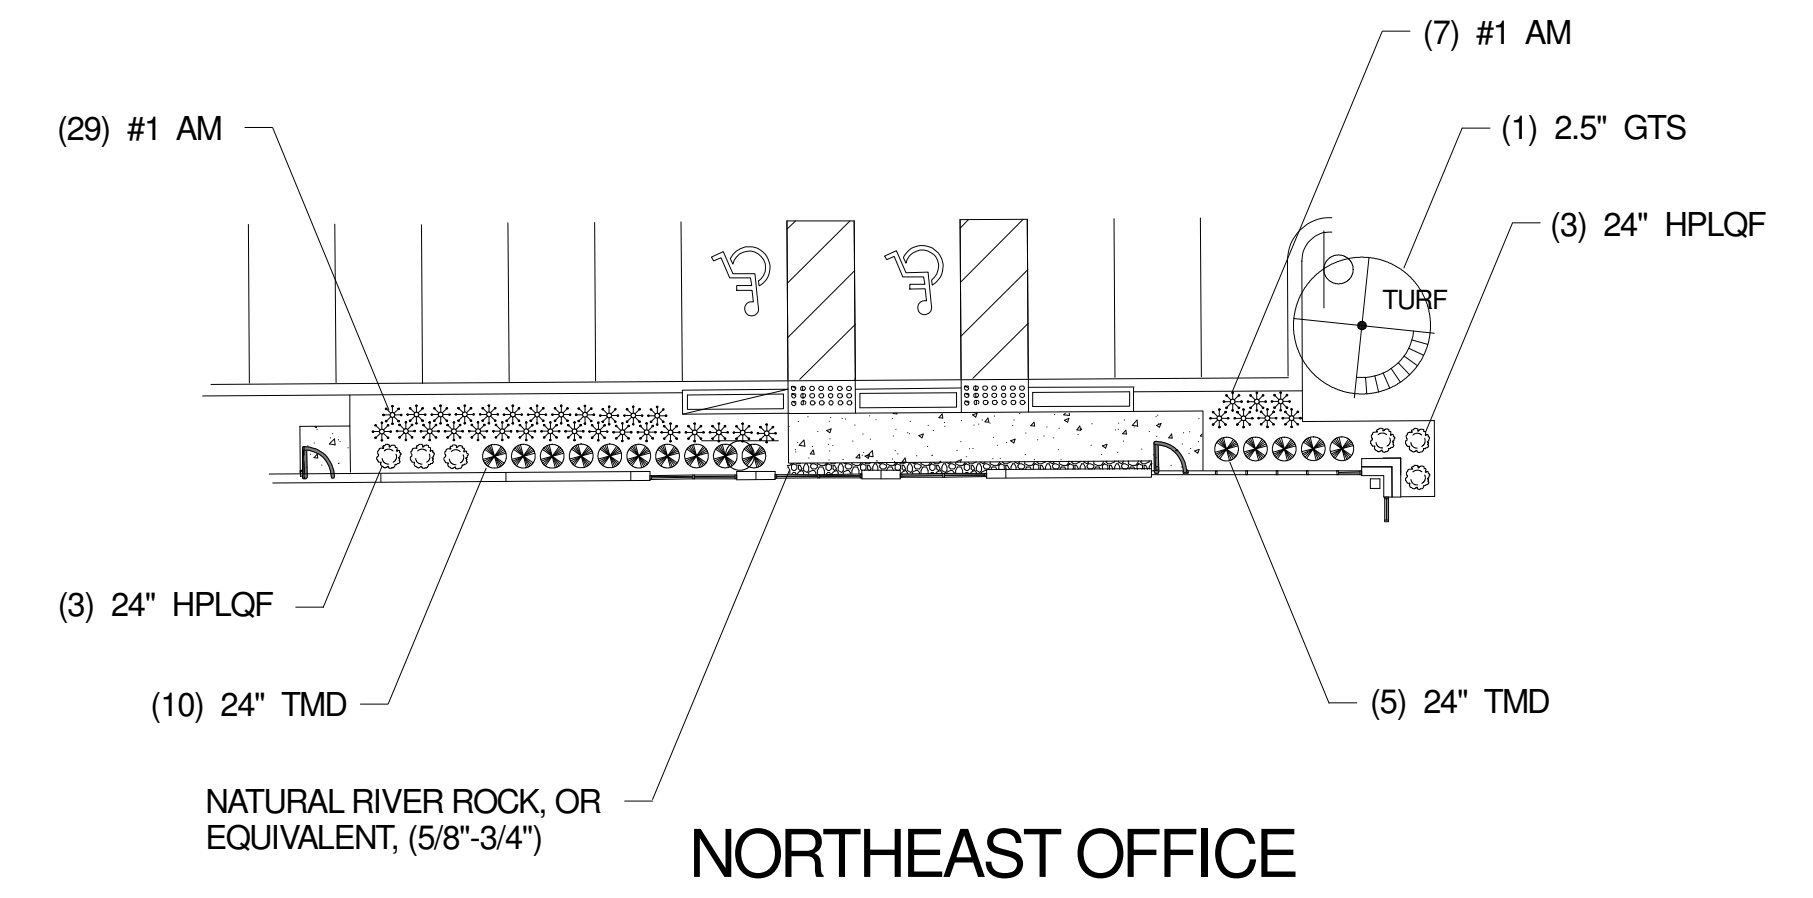 (7) #1 AM
(29) #1 AM
(1) 2.5" GTS
(3) 24" HPLQF
TURF
(3) 24" HPLQF
(10) 24" TMD
(5) 24" TMD
NATURAL RIVER ROCK, OR
EQUIVALENT, (5/8"-3/4")
NORTHEAST OFFICE